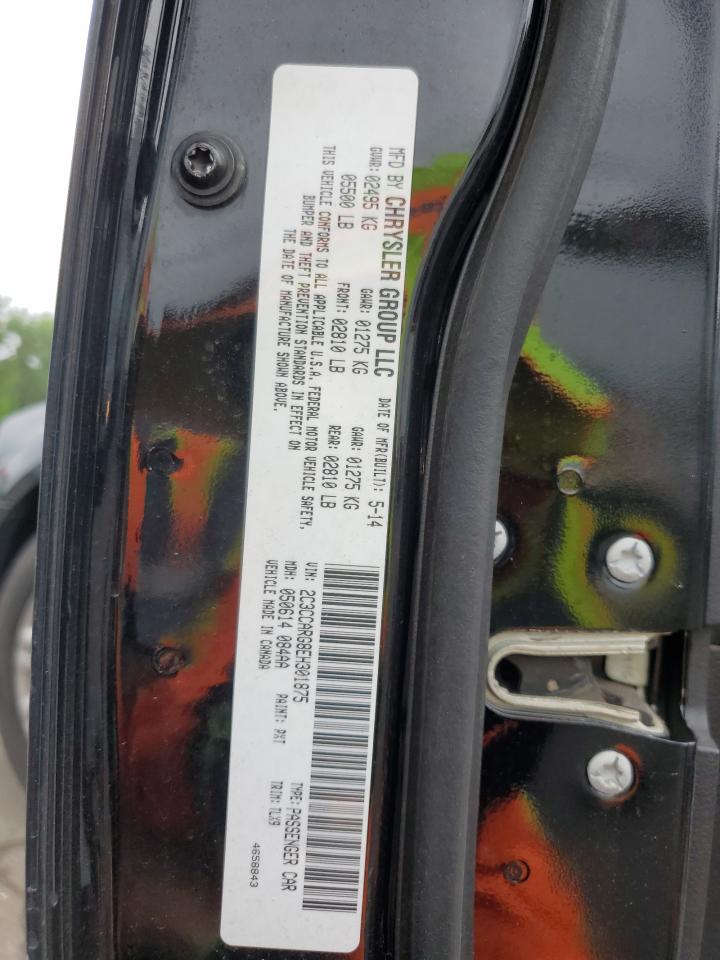 MFD BY CHRYSLER GROUP LLC DATE OF MFR(BUILT): 5-14
GVWR: 02495 KG GAWR: 01275 KG GAWR: 01275 KG
05500 LB FRONT: 02810 LB REAR: 02810 LB
THIS VEHICLE CONFORMS TO ALL APPLICABLE U.S.A. FEDERAL MOTOR VEHICLE SAFETY,
BUMPER AND THEFT PREVENTION STANDARDS IN EFFECT ON
THE DATE OF MANUFACTURE SHOWN ABOVE.
VIN: 2C3CCARG8EH301875 TYPE: PASSENGER CAR
MDH: 050614 084AA PAINT: PXT TRIM: TLX9
VEHICLE MADE IN CANADA 4658843